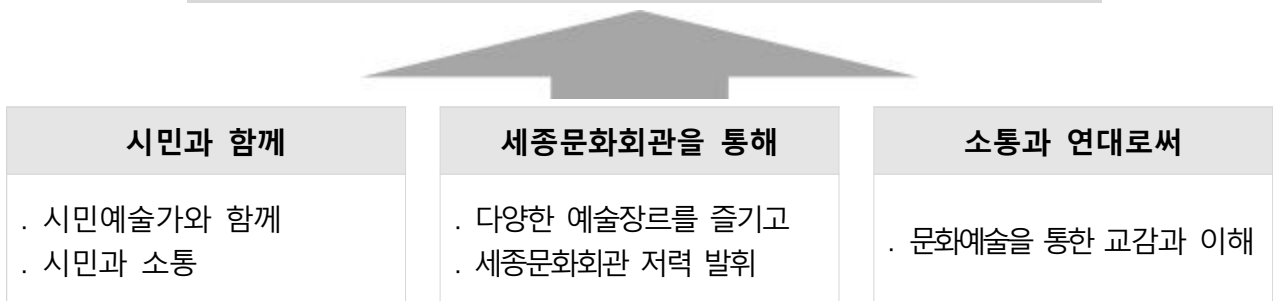 시민과 함께
. 시민예술가와 함께
. 시민과 소통
세종문화회관을 통해
. 다양한 예술장르를 즐기고
. 세종문화회관 저력 발휘
소통과 연대로써
. 문화예술을 통한 교감과 이해